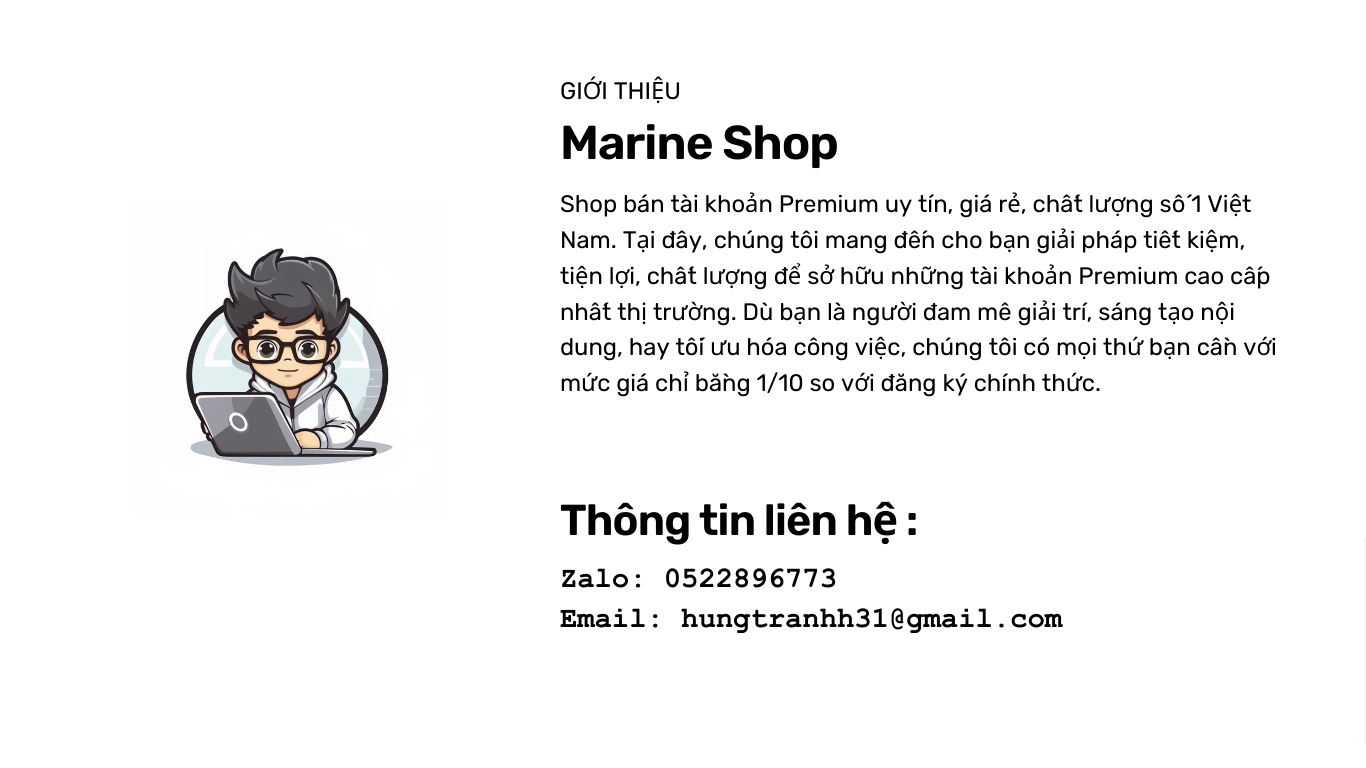 GIỚI THIỆU
Marine Shop
Shop bán tài khoản Premium uy tín, giá rẻ, chất lượng số 1 Việt
Nam. Tại đây, chúng tôi mang đến cho bạn giải pháp tiết kiệm,
tiện lợi, chất lượng để sở hữu những tài khoản Premium cao cấp
nhất thị trường. Dù bạn là người đam mê giải trí, sáng tạo nội
dung, hay tối ưu hóa công việc, chúng tôi có mọi thứ bạn cần với
mức giá chỉ bằng 1/10 so với đăng ký chính thức.
Thông tin liên hệ :
Zalo: 0522896773
Email: hungtranhh31@gmail.com